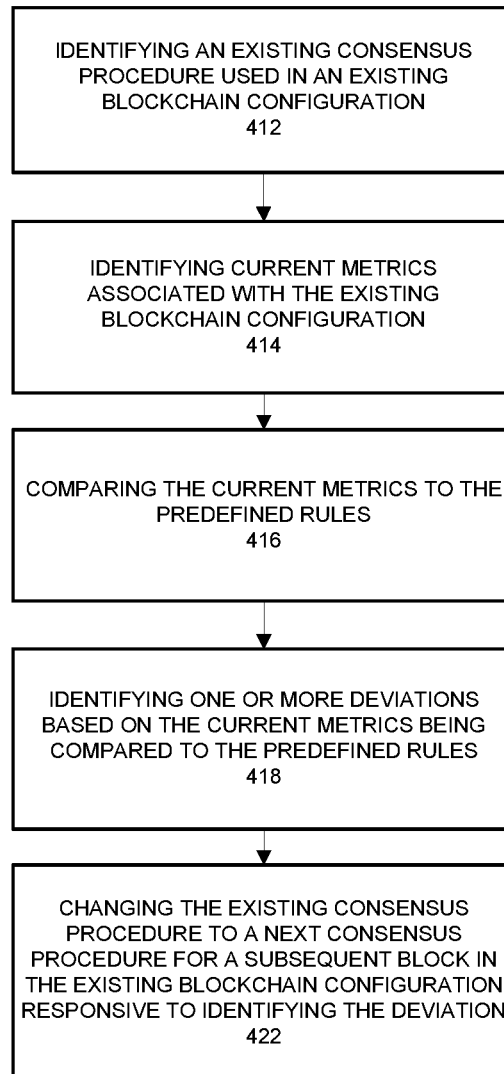 IDENTIFYING AN EXISTING CONSENSUS
PROCEDURE USED IN AN EXISTING
BLOCKCHAIN CONFIGURATION
412
IDENTIFYING CURRENT METRICS
ASSOCIATED WITH THE EXISTING
BLOCKCHAIN CONFIGURATION
414
COMPARING THE CURRENT METRICS TO THE
PREDEFINED RULES
416
IDENTIFYING ONE OR MORE DEVIATIONS
BASED ON THE CURRENT METRICS BEING
COMPARED TO THE PREDEFINED RULES
418
CHANGING THE EXISTING CONSENSUS
PROCEDURE TO A NEXT CONSENSUS
PROCEDURE FOR A SUBSEQUENT BLOCK IN
THE EXISTING BLOCKCHAIN CONFIGURATION
RESPONSIVE TO IDENTIFYING THE DEVIATION
422